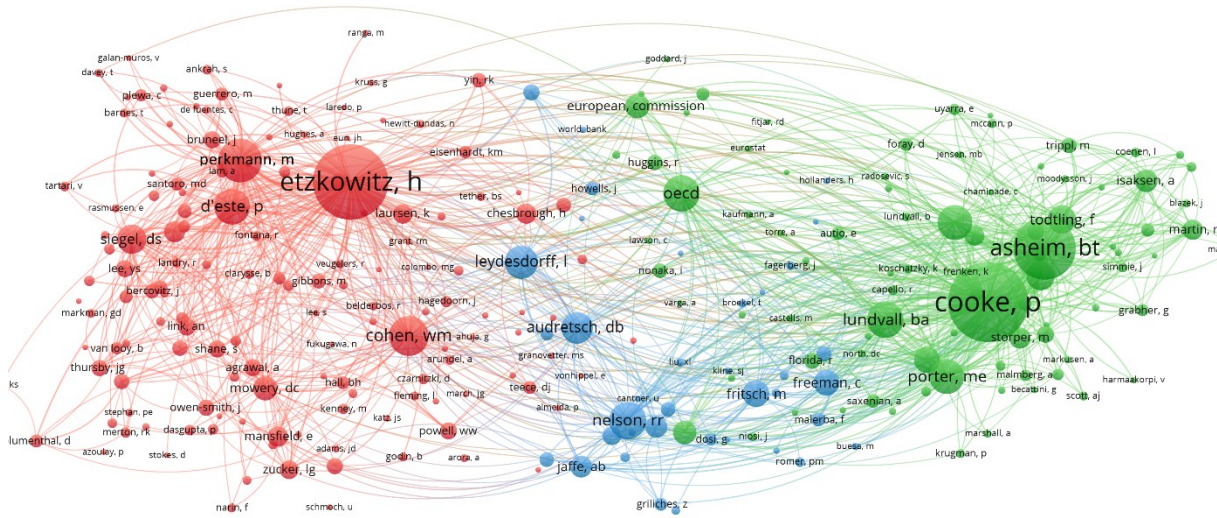 ranga, m
galan-muros, v
davey, t
ankrah, s
kruss, g
yin, rk
goddard, j
plewa, c
guerrero, m
barnes, t
de fuentes, c
thune, t
laredo, p
european, commission
uyarra, e
mccann, p
hughes, a
eun, jh
hewitt-dundas, n
world, bank
fitjar, rd
bruneel, j
eisenhardt, km
eurostat
foray, d
jensen, mb
trippl, m
coenen, l
perkmann, m
lam, a
huggins, r
etzkowitz, h
santoro, md
tartari, v
howells, j
oecd
hollanders, h
radosevic, s
chaminade, c
moodysson, j
isaksen, a
blazek, j
rasmussen, e
d'este, p
tether, bs
laursen, k
chesbrough, h
kaufmann, a
lundvall, b
todtling, f
martin, r
siegel, ds
fontana, r
grant, rm
lawson, c
torre, a
autio, e
asheim, bt
lee, ys
landry, r
veugelers, r
colombo, mg
leydesdorff, l
nonaka, i
fagerberg, j
koschatzky, k
frenken, k
simmie, j
clarysse, b
gibbons, m
capello, r
bercovitz, j
belderbos, r
hagedoorn, j
varga, a
broekel, t
cooke, p
markman, gd
lee, s
castells, m
grabher, g
link, an
audretsch, db
lundvall, ba
fukugawa, n
cohen, wm
ahuja, g
storper, m
van looy, b
shane, s
arundel, a
granovetter, ms
liu, xl
florida, r
north, dc
markusen, a
ks
thursby, jg
agrawal, a
czarnitzki, d
teece, dj
vonhippel, e
kline, sj
freeman, c
porter, me
malmberg, a
harmaakorpi, v
mowery, dc
hall, bh
fleming, l
march, jg
becattini, g
scott, aj
stephan, pe
owen-smith, j
kenney, m
katz, js
almeida, p
cantner, u
fritsch, m
saxenian, a
merton, rk
dasgupta, p
nelson, rr
malerba, f
lumenthal, d
mansfield, e
powell, ww
dosi, g
niosi, j
marshall, a
azoulay, p
stokes, d
adams, jd
godin, b
arora, a
buesa, m
krugman, p
zucker, lg
jaffe, ab
romer, pm
narin, f
schmoch, u
griliches, z